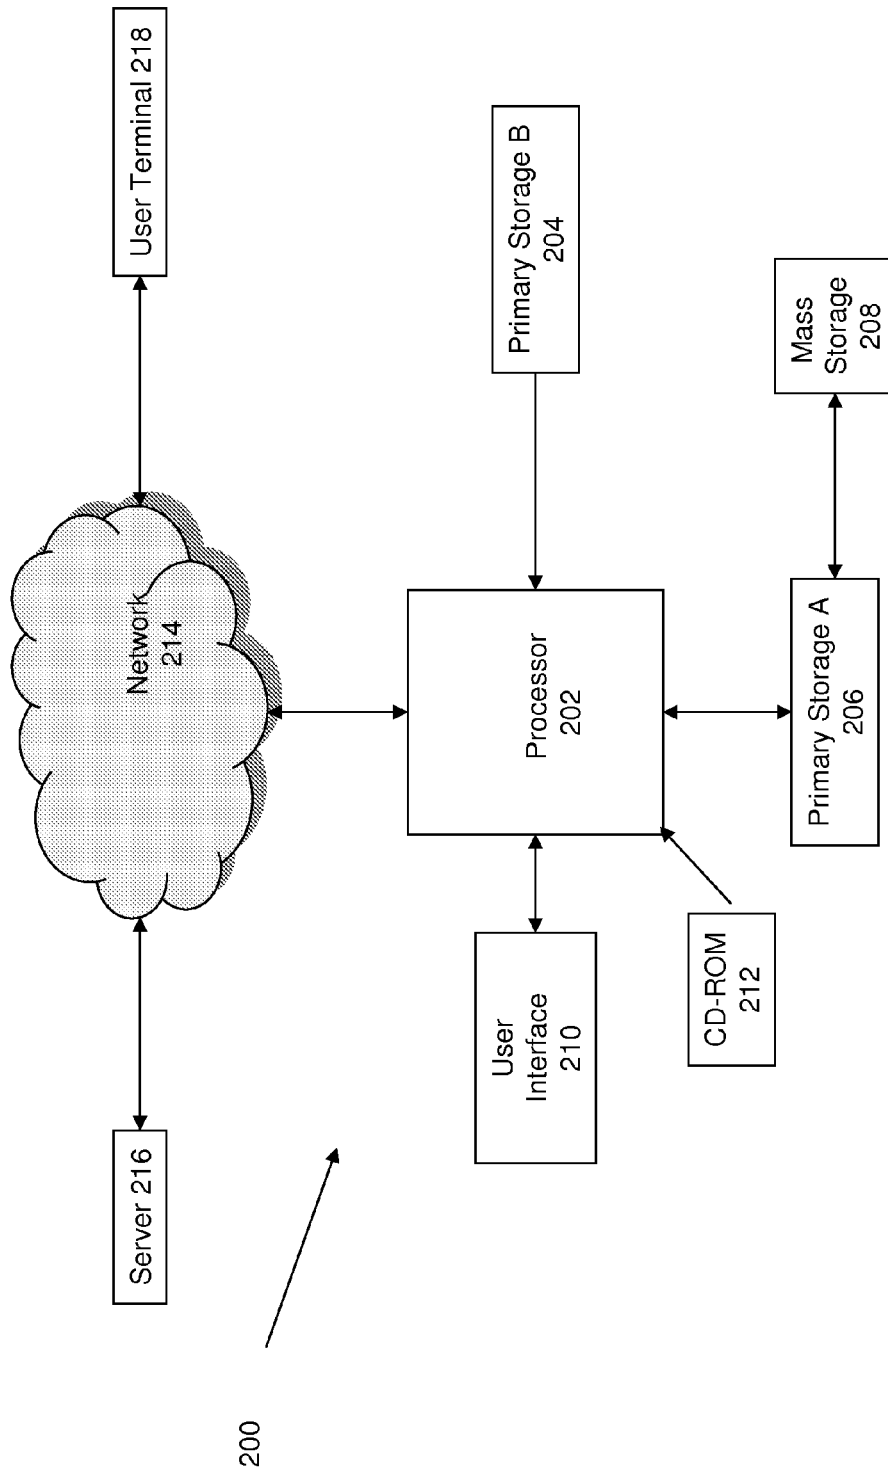 Server 216
Network
214
User Terminal 218
200
User
Interface
210
Processor
202
Primary Storage B
204
CD-ROM
212
Primary Storage A
206
Mass
Storage
208